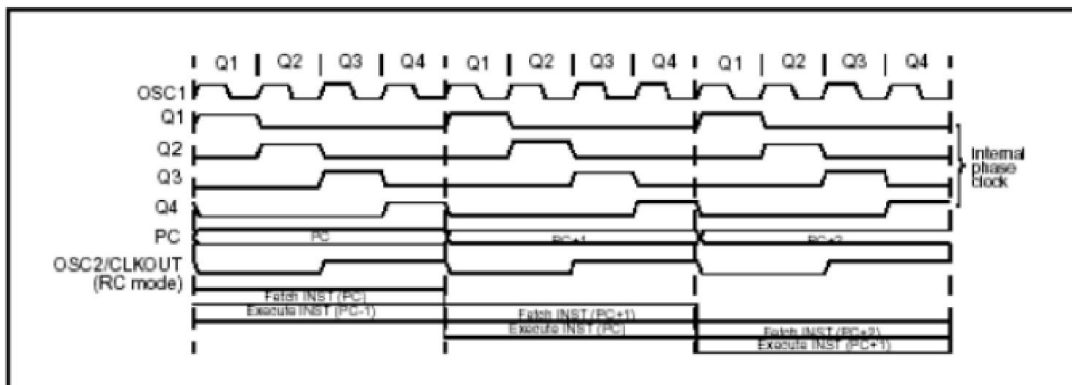 Q1 Q2 Q3 Q4 Q1 Q2 Q3 Q4 Q1 Q2 Q3 Q4
OSC1
Q1
Q2
Internal
phase
clock
Q3
Q4
PC PC PC+1 PC+2
OSC2/CLKOUT
(RC mode)
Fetch INST (PC)
Execute INST (PC-1) Fetch INST (PC+1)
Execute INST (PC) Fetch INST (PC+2)
Execute INST (PC+1)